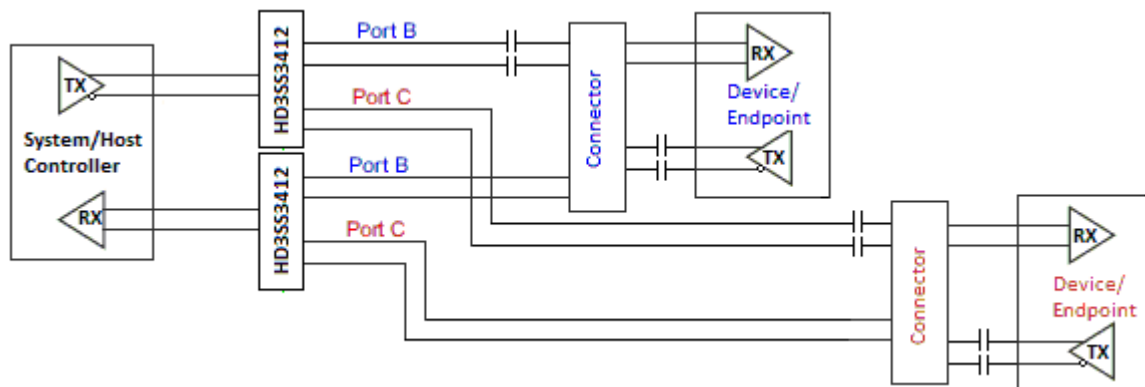 Port B
RX
TX
HD3SS3412
Port C
Device/
Endpoint
Connector
System/Host
Controller
TX
Port B
RX
HD3SS3412
Port C
RX
Connector
Device/
Endpoint
TX